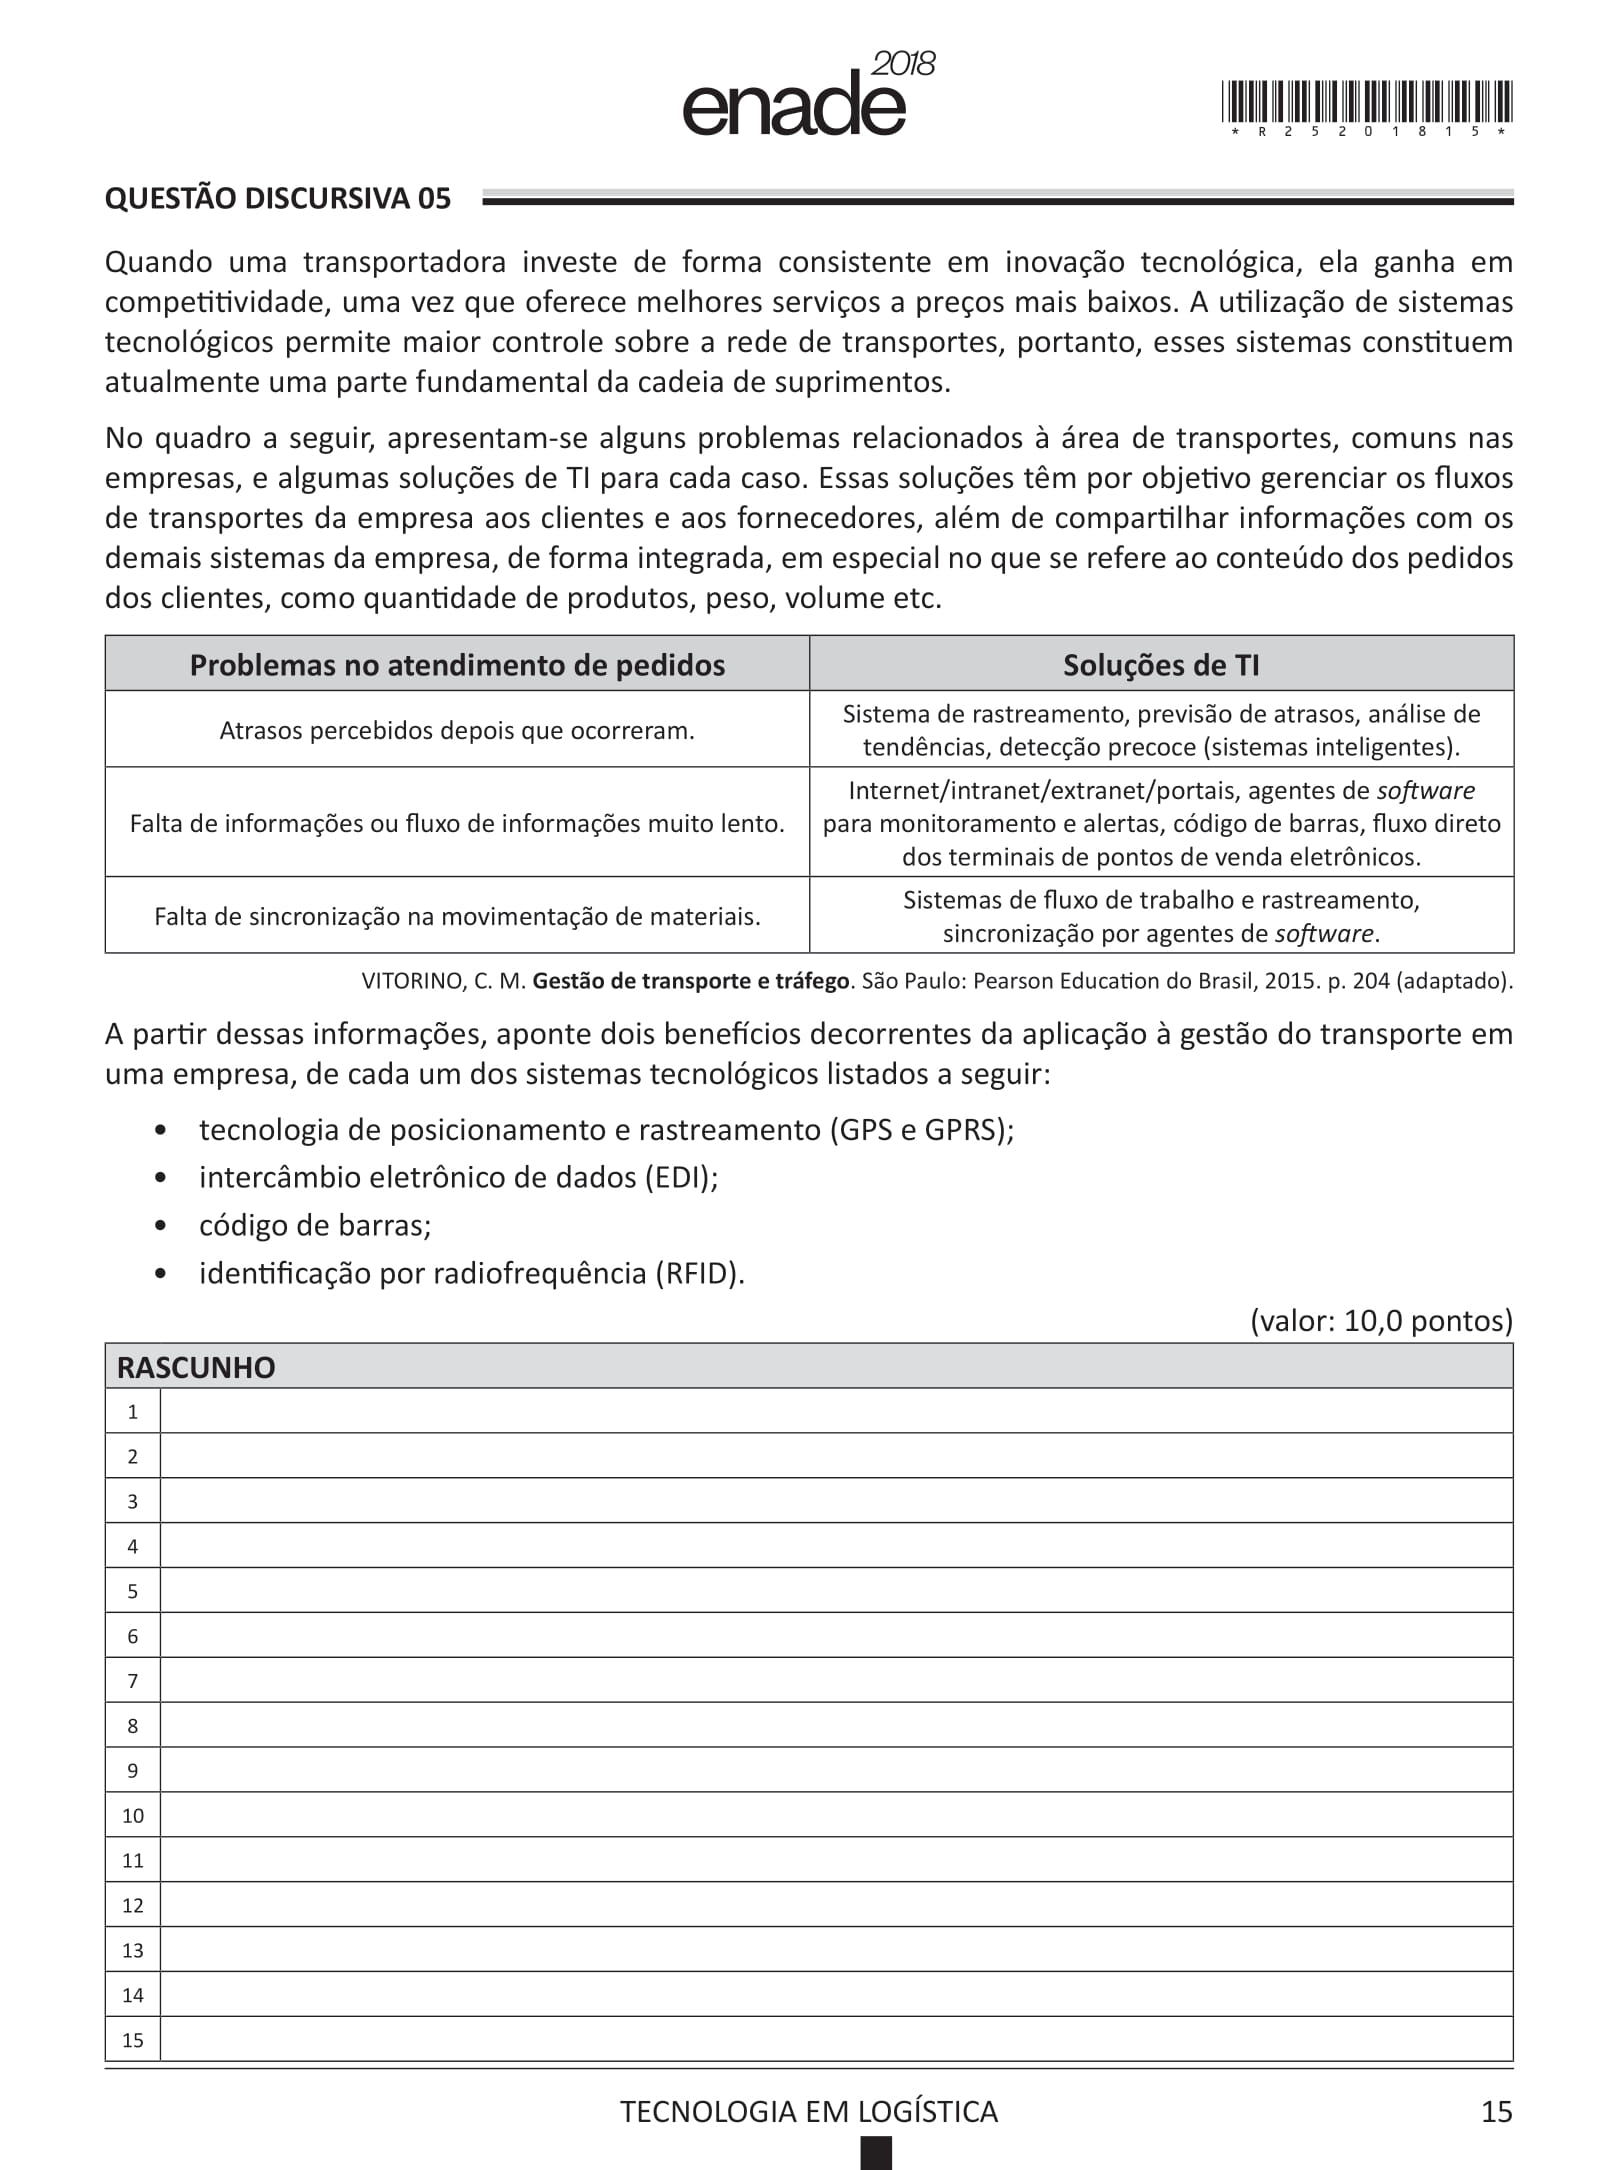 enade 2018
*R25201815*
QUESTÃO DISCURSIVA 05
Quando uma transportadora investe de forma consistente em inovação tecnológica, ela ganha em
competitividade, uma vez que oferece melhores serviços a preços mais baixos. A utilização de sistemas
tecnológicos permite maior controle sobre a rede de transportes, portanto, esses sistemas constituem
atualmente uma parte fundamental da cadeia de suprimentos.
No quadro a seguir, apresentam-se alguns problemas relacionados à área de transportes, comuns nas
empresas, e algumas soluções de TI para cada caso. Essas soluções têm por objetivo gerenciar os fluxos
de transportes da empresa aos clientes e aos fornecedores, além de compartilhar informações com os
demais sistemas da empresa, de forma integrada, em especial no que se refere ao conteúdo dos pedidos
dos clientes, como quantidade de produtos, peso, volume etc.
Problemas no atendimento de pedidos
Soluções de TI
Atrasos percebidos depois que ocorreram.
Sistema de rastreamento, previsão de atrasos, análise de
tendências, detecção precoce (sistemas inteligentes).
Falta de informações ou fluxo de informações muito lento.
Internet/intranet/extranet/portais, agentes de software
para monitoramento e alertas, código de barras, fluxo direto
dos terminais de pontos de venda eletrônicos.
Falta de sincronização na movimentação de materiais.
Sistemas de fluxo de trabalho e rastreamento,
sincronização por agentes de software.
VITORINO, C. M. Gestão de transporte e tráfego. São Paulo: Pearson Education do Brasil, 2015. p. 204 (adaptado).
A partir dessas informações, aponte dois benefícios decorrentes da aplicação à gestão do transporte em
uma empresa, de cada um dos sistemas tecnológicos listados a seguir:
• tecnologia de posicionamento e rastreamento (GPS e GPRS);
• intercâmbio eletrônico de dados (EDI);
• código de barras;
• identificação por radiofrequência (RFID).
(valor: 10,0 pontos)
RASCUNHO
1
2
3
4
5
6
7
8
9
10
11
12
13
14
15
TECNOLOGIA EM LOGÍSTICA
15